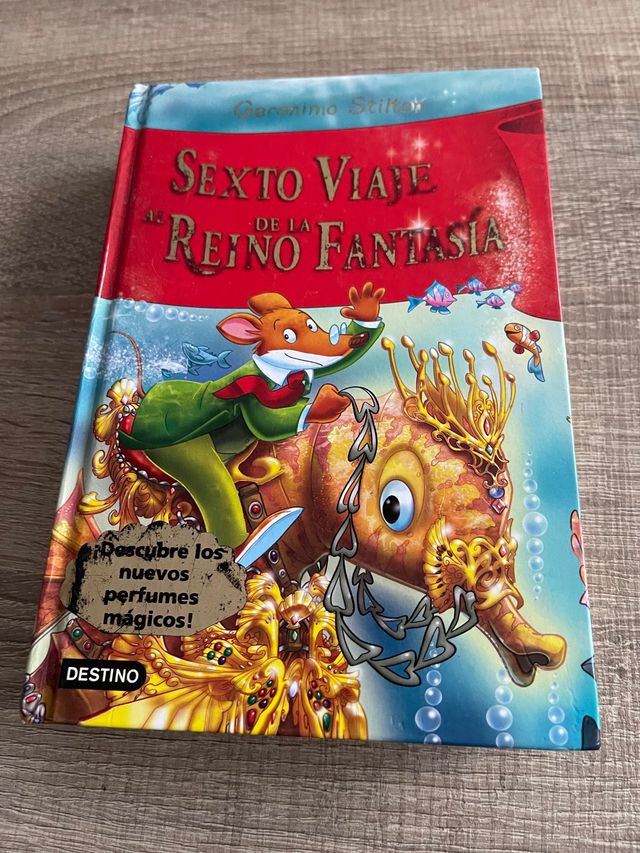 Geronimo Stilton
SEXTO VIAJE
AL REINO DE LA FANTASÍA
¡Descubre los
nuevos
perfumes
mágicos!
DESTINO